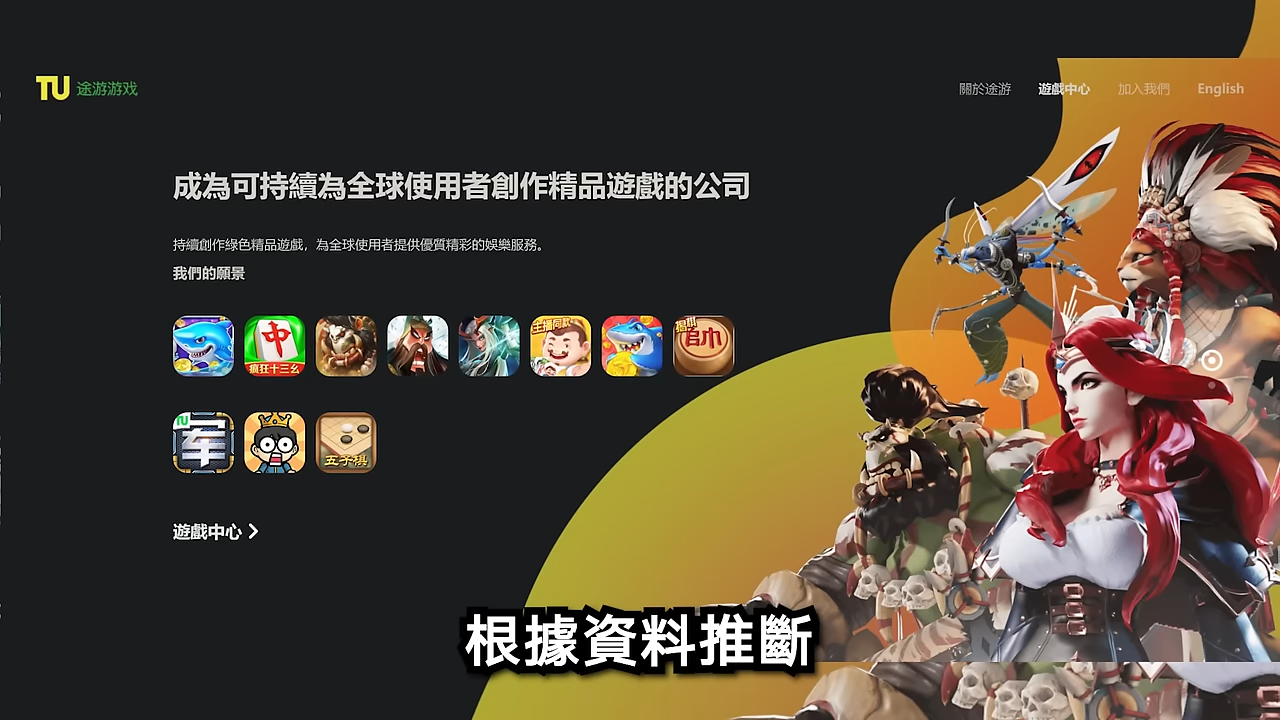 TU 途游游戏
關於途游 遊戲中心 加入我們 English
成為可持續為全球使用者創作精品遊戲的公司
持續創作綠色精品遊戲，為全球使用者提供優質精彩的娛樂服務。
我們的願景
中
瘋狂十三幺
主播同款
揭棋
TU
军
五子棋
遊戲中心
根據資料推斷